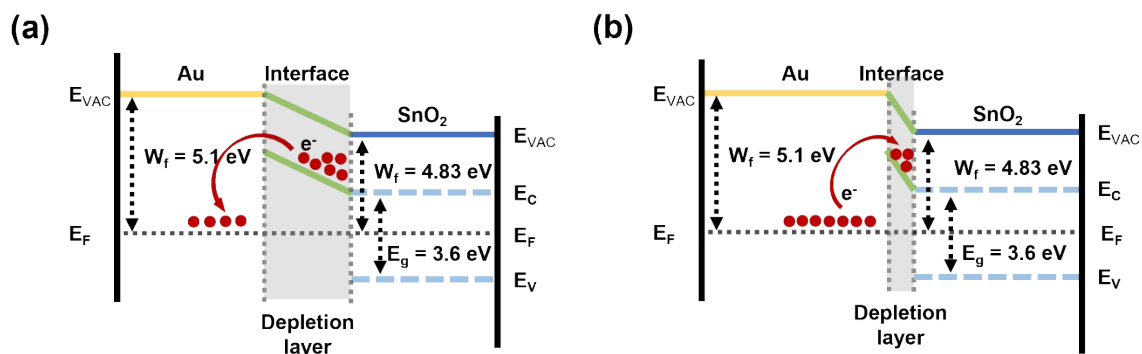 (a)
Au
Interface
E_VAC
SnO₂
E_VAC
e⁻
W_f = 5.1 eV
W_f = 4.83 eV
E_C
E_F
E_F
E_g = 3.6 eV
E_V
Depletion
layer
(b)
Au
Interface
E_VAC
SnO₂
E_VAC
W_f = 5.1 eV
W_f = 4.83 eV
e⁻
E_C
E_F
E_F
E_g = 3.6 eV
E_V
Depletion
layer